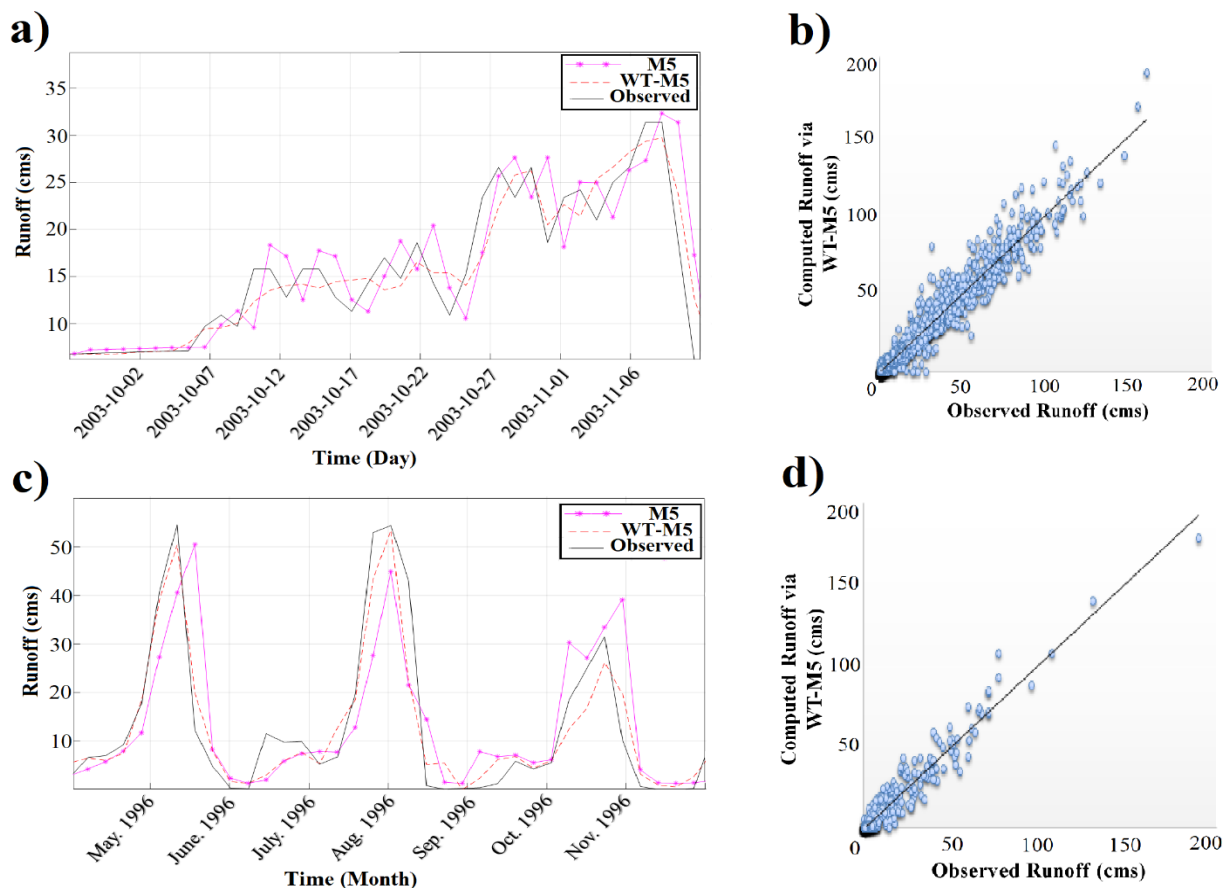 a)
M5
WT-M5
Observed
35
30
25
20
15
10
Runoff (cms)
2003-10-02
2003-10-07
2003-10-12
2003-10-17
2003-10-22
2003-10-27
2003-11-01
2003-11-06
Time (Day)
b)
200
150
100
50
Computed Runoff via
WT-M5 (cms)
0
50
100
150
200
Observed Runoff (cms)
c)
M5
WT-M5
Observed
50
40
30
20
10
Runoff (cms)
May. 1996
June. 1996
July. 1996
Aug. 1996
Sep. 1996
Oct. 1996
Nov. 1996
Time (Month)
d)
200
150
100
50
Computed Runoff via
WT-M5 (cms)
0
50
100
150
200
Observed Runoff (cms)